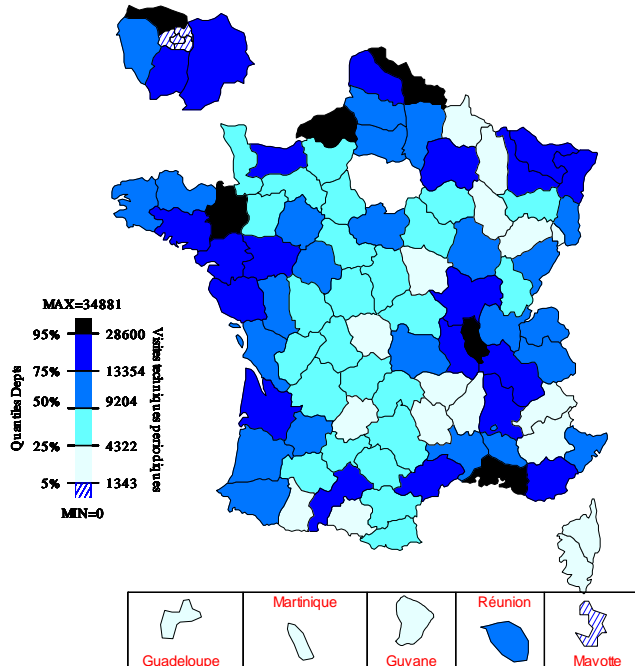 MAX=34881
95% 28600
75% 13354
50% 9204
25% 4322
5% 1343
MIN=0
Quantiles Depts
Visites techniques periodiques
Martinique
Réunion
Guadeloupe
Guyane
Mayotte